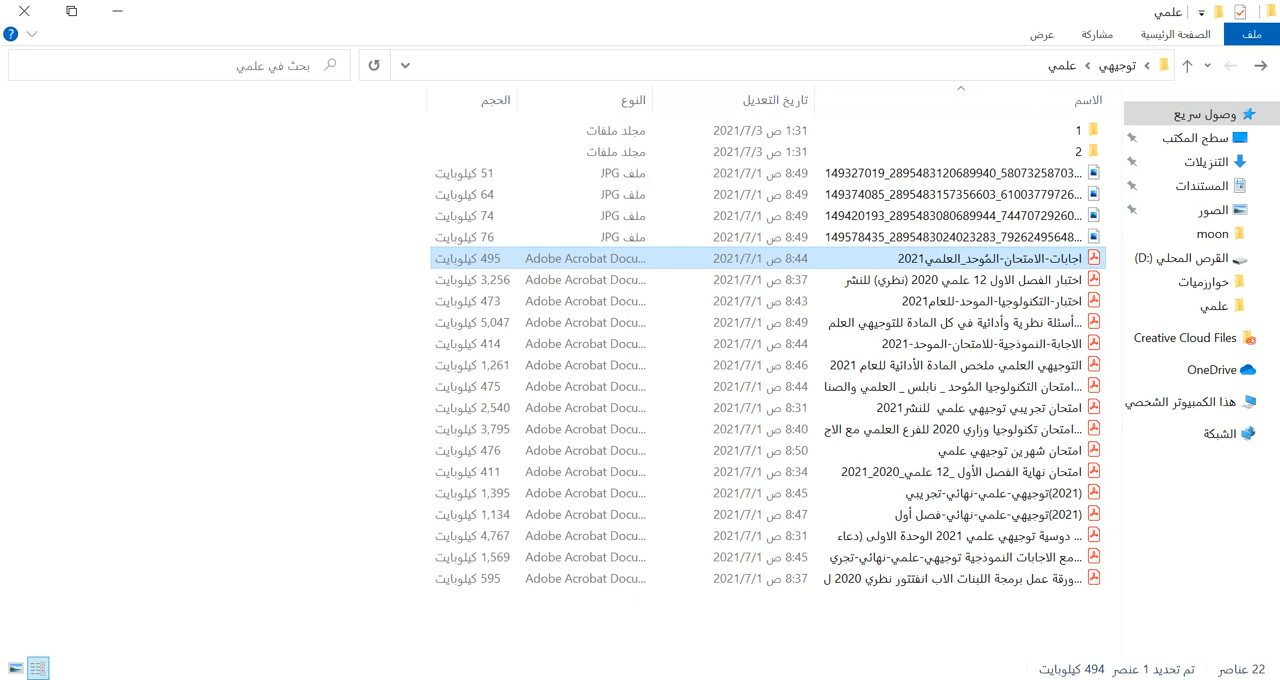 علمي
ملف الصفحة الرئيسية مشاركة عرض
توجيهي علمي
بحث في علمي
وصول سريع
سطح المكتب
التنزيلات
المستندات
الصور
moon
القرص المحلي (D:)
خوارزميات
علمي
Creative Cloud Files
OneDrive
هذا الكمبيوتر الشخصي
الشبكة
الاسم تاريخ التعديل النوع الحجم
1 2021/7/3 1:31 ص مجلد ملفات
2 2021/7/3 1:31 ص مجلد ملفات
149327019_2895483120689940_58073258703... 2021/7/1 8:49 ص ملف JPG 51 كيلوبايت
149374085_2895483157356603_61003779726... 2021/7/1 8:49 ص ملف JPG 64 كيلوبايت
149420193_2895483080689944_74470729260... 2021/7/1 8:49 ص ملف JPG 74 كيلوبايت
149578435_2895483024023283_79262495648... 2021/7/1 8:49 ص ملف JPG 76 كيلوبايت
اجابات-الامتحان-المُوحد_العلمي2021 2021/7/1 8:44 ص Adobe Acrobat Docu... 495 كيلوبايت
اختبار الفصل الاول 12 علمي 2020 (نظري) للنشر 2021/7/1 8:37 ص Adobe Acrobat Docu... 3,256 كيلوبايت
اختبار-التكنولوجيا-الموحد-للعام2021 2021/7/1 8:43 ص Adobe Acrobat Docu... 473 كيلوبايت
أسئلة نظرية وأدائية في كل المادة للتوجيهي العلم... 2021/7/1 8:49 ص Adobe Acrobat Docu... 5,047 كيلوبايت
الاجابة-النموذجية-للامتحان-الموحد-2021 2021/7/1 8:44 ص Adobe Acrobat Docu... 414 كيلوبايت
التوجيهي العلمي ملخص المادة الأدائية للعام 2021 2021/7/1 8:46 ص Adobe Acrobat Docu... 1,261 كيلوبايت
امتحان التكنولوجيا المُوحد _ نابلس _ العلمي والصنا... 2021/7/1 8:44 ص Adobe Acrobat Docu... 475 كيلوبايت
امتحان تجريبي توجيهي علمي للنشر2021 2021/7/1 8:31 ص Adobe Acrobat Docu... 2,540 كيلوبايت
امتحان تكنولوجيا وزاري 2020 للفرع العلمي مع الاج... 2021/7/1 8:40 ص Adobe Acrobat Docu... 3,795 كيلوبايت
امتحان شهرين توجيهي علمي 2021/7/1 8:50 ص Adobe Acrobat Docu... 476 كيلوبايت
امتحان نهاية الفصل الأول _12 علمي_2020_2021 2021/7/1 8:34 ص Adobe Acrobat Docu... 411 كيلوبايت
توجيهي-علمي-نهائي-تجريبي(2021) 2021/7/1 8:45 ص Adobe Acrobat Docu... 1,395 كيلوبايت
توجيهي-علمي-نهائي-فصل أول(2021) 2021/7/1 8:47 ص Adobe Acrobat Docu... 1,134 كيلوبايت
دوسية توجيهي علمي 2021 الوحدة الاولى (دعاء ... 2021/7/1 8:31 ص Adobe Acrobat Docu... 4,767 كيلوبايت
مع الاجابات النموذجية توجيهي-علمي-نهائي-تجري... 2021/7/1 8:45 ص Adobe Acrobat Docu... 1,569 كيلوبايت
ورقة عمل برمجة اللبنات الاب انفتتور نظري 2020 ل... 2021/7/1 8:37 ص Adobe Acrobat Docu... 595 كيلوبايت
22 عناصر تم تحديد 1 عنصر 494 كيلوبايت